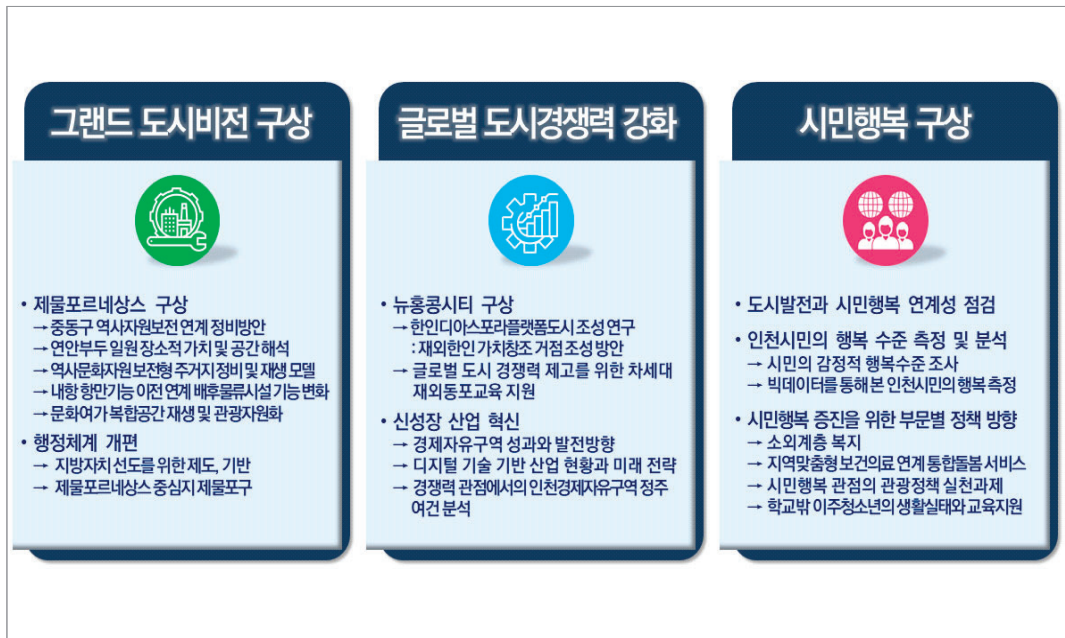 그랜드 도시비전 구상
• 제물포르네상스 구상
→ 중동구 역사자원보전 연계 정비방안
→ 연안부두 일원 장소적 가치 및 공간 해석
→ 역사문화자원 보전형 주거지 정비 및 재생 모델
→ 내항 항만기능 이전 연계 배후물류시설 기능 변화
→ 문화여가 복합공간 재생 및 관광자원화
• 행정체계 개편
→ 지방자치 선도를 위한 제도, 기반
→ 제물포르네상스 중심지 제물포구
글로벌 도시경쟁력 강화
• 뉴홍콩시티 구상
→ 한인디아스포라플랫폼도시 조성 연구
: 재외한인 가치창조 거점 조성 방안
→ 글로벌 도시 경쟁력 제고를 위한 차세대
재외동포교육 지원
• 신성장 산업 혁신
→ 경제자유구역 성과와 발전방향
→ 디지털 기술 기반 산업 현황과 미래 전략
→ 경쟁력 관점에서의 인천경제자유구역 정주
여건 분석
시민행복 구상
• 도시발전과 시민행복 연계성 점검
• 인천시민의 행복 수준 측정 및 분석
→ 시민의 감정적 행복수준 조사
→ 빅데이터를 통해 본 인천시민의 행복 측정
• 시민행복 증진을 위한 부문별 정책 방향
→ 소외계층 복지
→ 지역맞춤형 보건의료 연계 통합돌봄 서비스
→ 시민행복 관점의 관광정책 실천과제
→ 학교밖 이주청소년의 생활실태와 교육지원